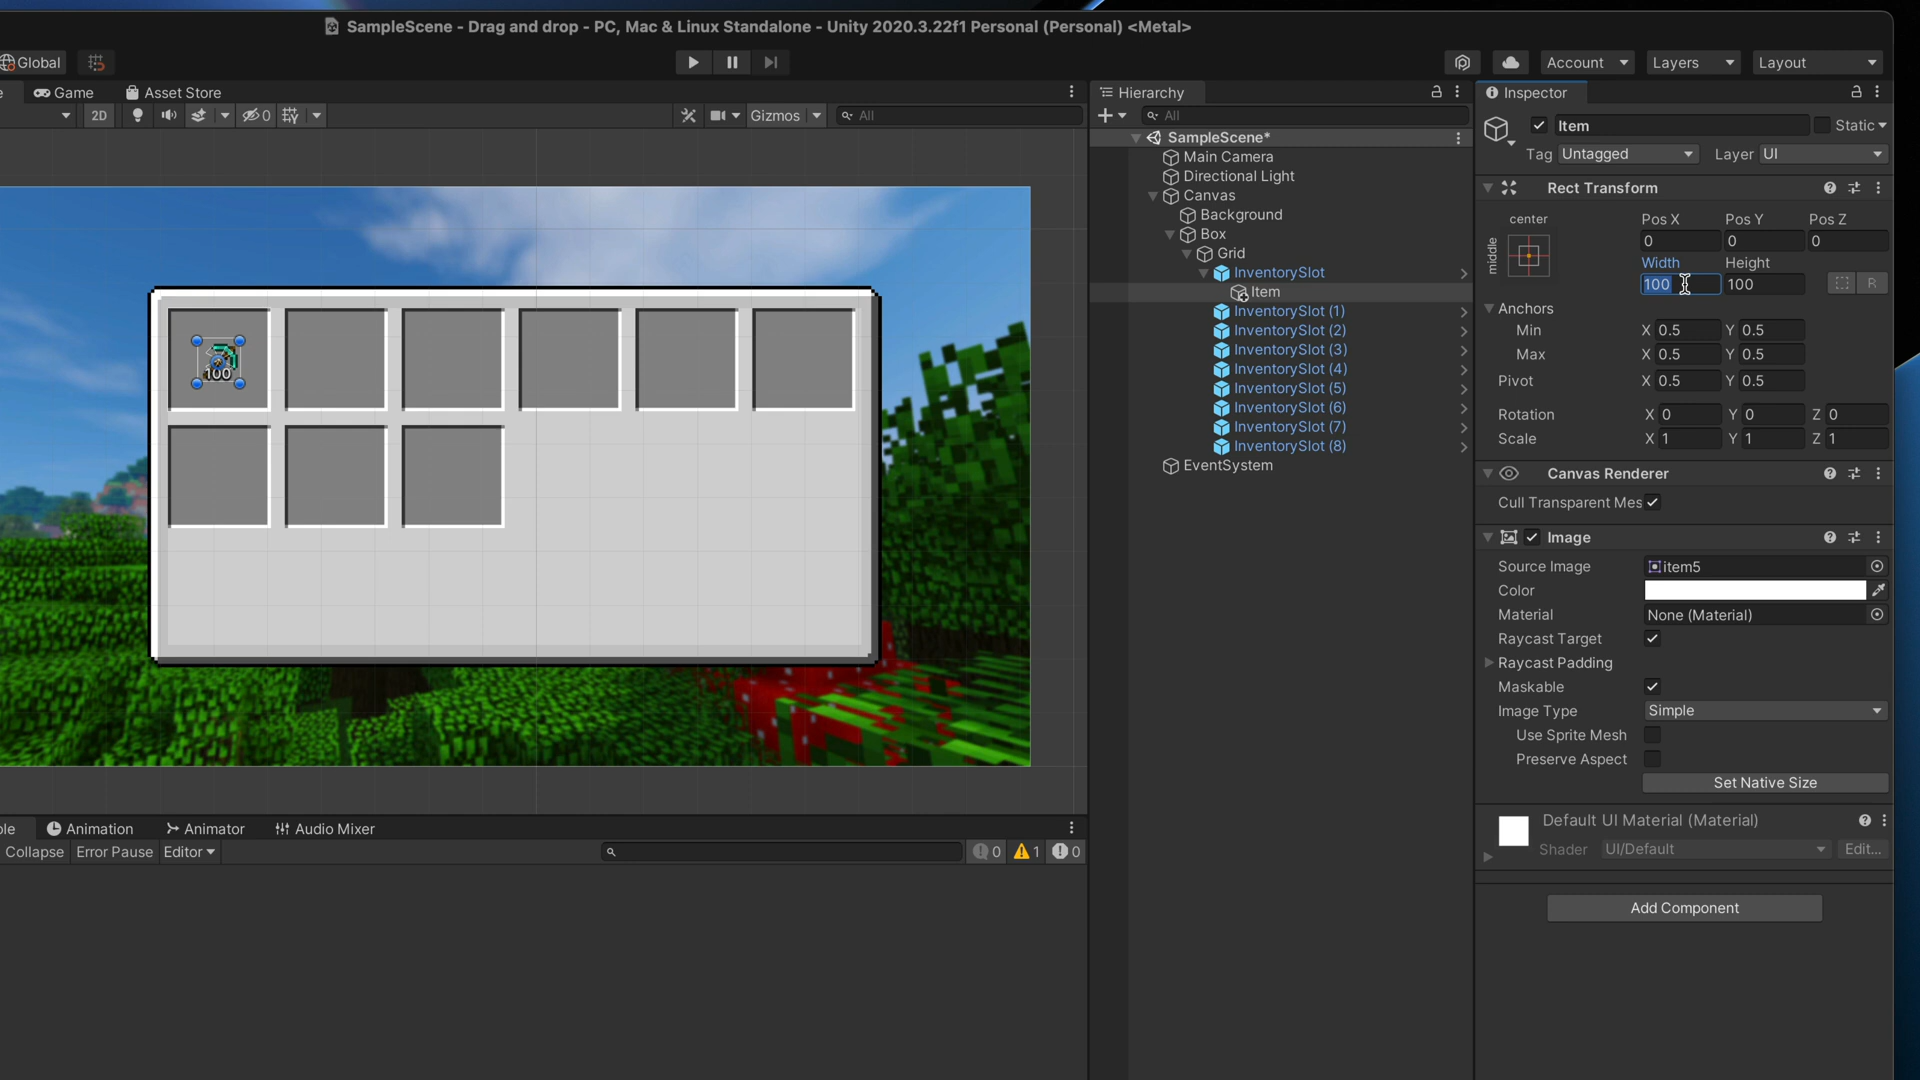 SampleScene - Drag and drop - PC, Mac & Linux Standalone - Unity 2020.3.22f1 Personal (Personal) <Metal>
Global
Account
Layers
Layout
Game
Asset Store
2D
0
Gizmos
All
Hierarchy
All
SampleScene*
Main Camera
Directional Light
Canvas
Background
Box
Grid
InventorySlot
Item
InventorySlot (1)
InventorySlot (2)
InventorySlot (3)
InventorySlot (4)
InventorySlot (5)
InventorySlot (6)
InventorySlot (7)
InventorySlot (8)
EventSystem
Inspector
Item
Static
Tag Untagged Layer UI
Rect Transform
center
middle
Pos X Pos Y Pos Z
0 0 0
Width Height
100 100
R
Anchors
Min X 0.5 Y 0.5
Max X 0.5 Y 0.5
Pivot X 0.5 Y 0.5
Rotation X 0 Y 0 Z 0
Scale X 1 Y 1 Z 1
Canvas Renderer
Cull Transparent Mes
Image
Source Image item5
Color
Material None (Material)
Raycast Target
Raycast Padding
Maskable
Image Type Simple
Use Sprite Mesh
Preserve Aspect
Set Native Size
Default UI Material (Material)
Shader UI/Default Edit...
Add Component
100
Animation
Animator
Audio Mixer
Collapse Error Pause Editor
0 1 0